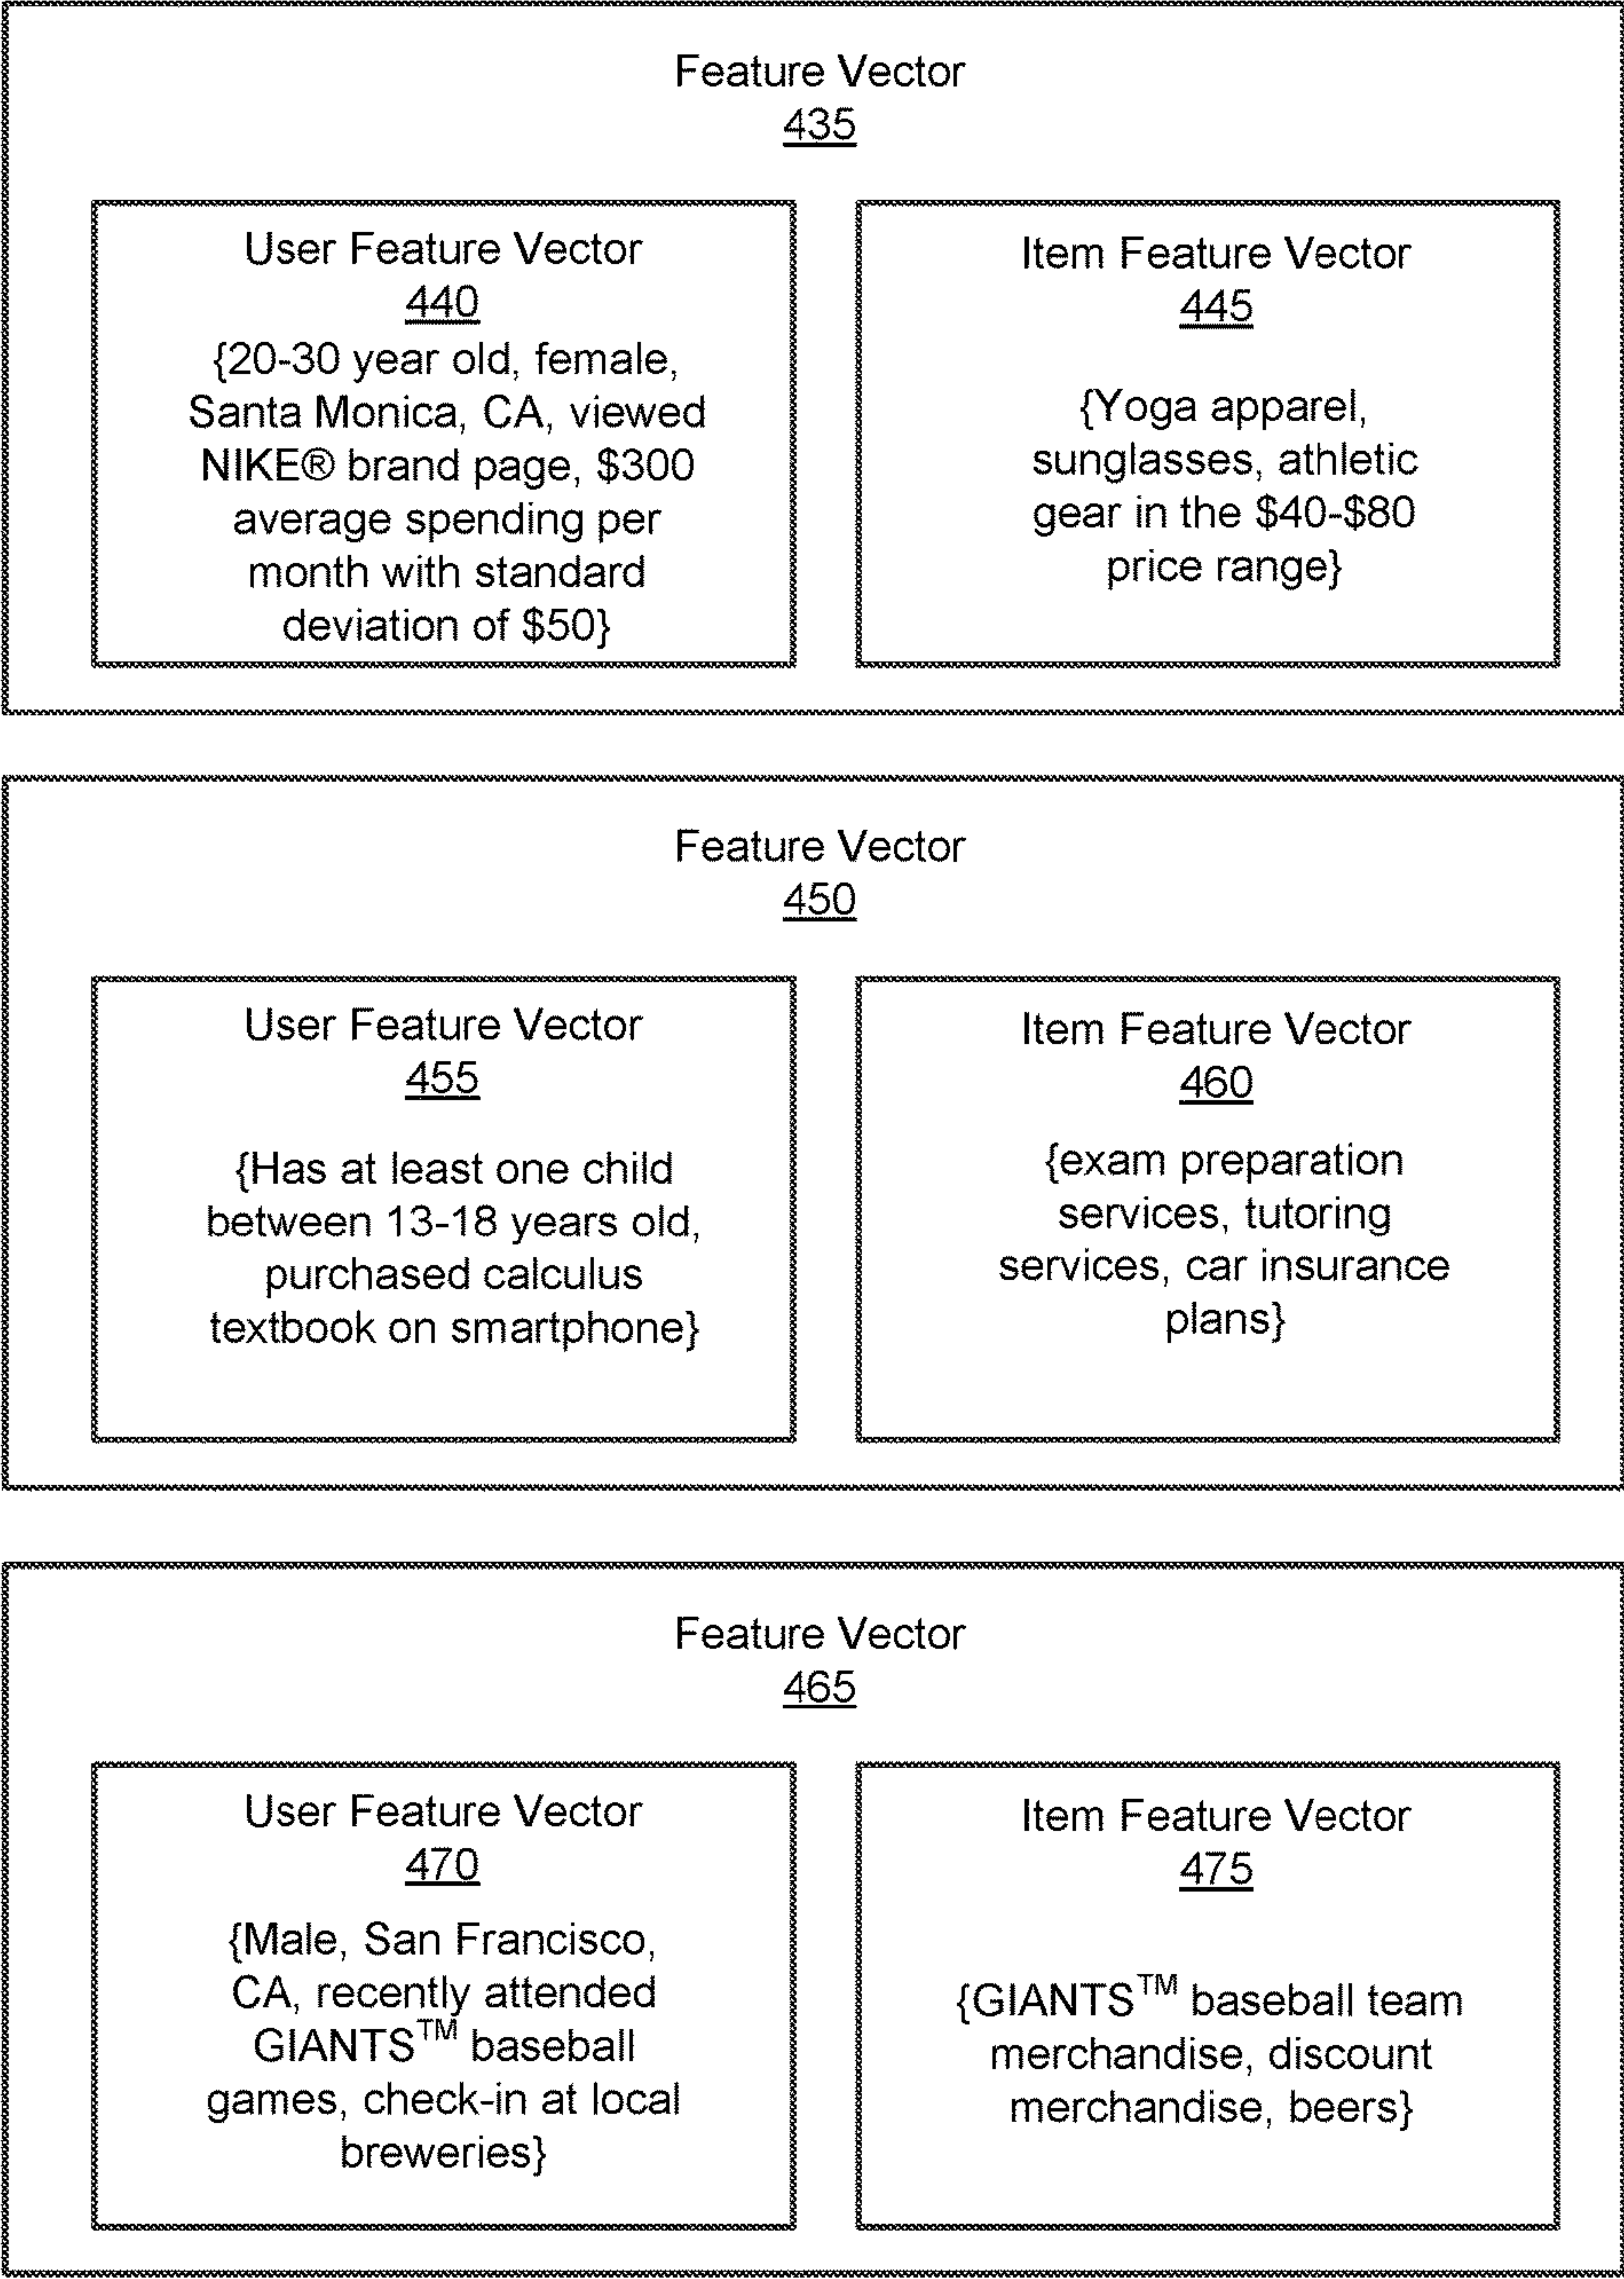 Feature Vector
435
User Feature Vector
440
{20-30 year old, female,
Santa Monica, CA, viewed
NIKE® brand page, $300
average spending per
month with standard
deviation of $50}
Item Feature Vector
445
{Yoga apparel,
sunglasses, athletic
gear in the $40-$80
price range}
Feature Vector
450
User Feature Vector
455
{Has at least one child
between 13-18 years old,
purchased calculus
textbook on smartphone}
Item Feature Vector
460
{exam preparation
services, tutoring
services, car insurance
plans}
Feature Vector
465
User Feature Vector
470
{Male, San Francisco,
CA, recently attended
GIANTS™ baseball
games, check-in at local
breweries}
Item Feature Vector
475
{GIANTS™ baseball team
merchandise, discount
merchandise, beers}